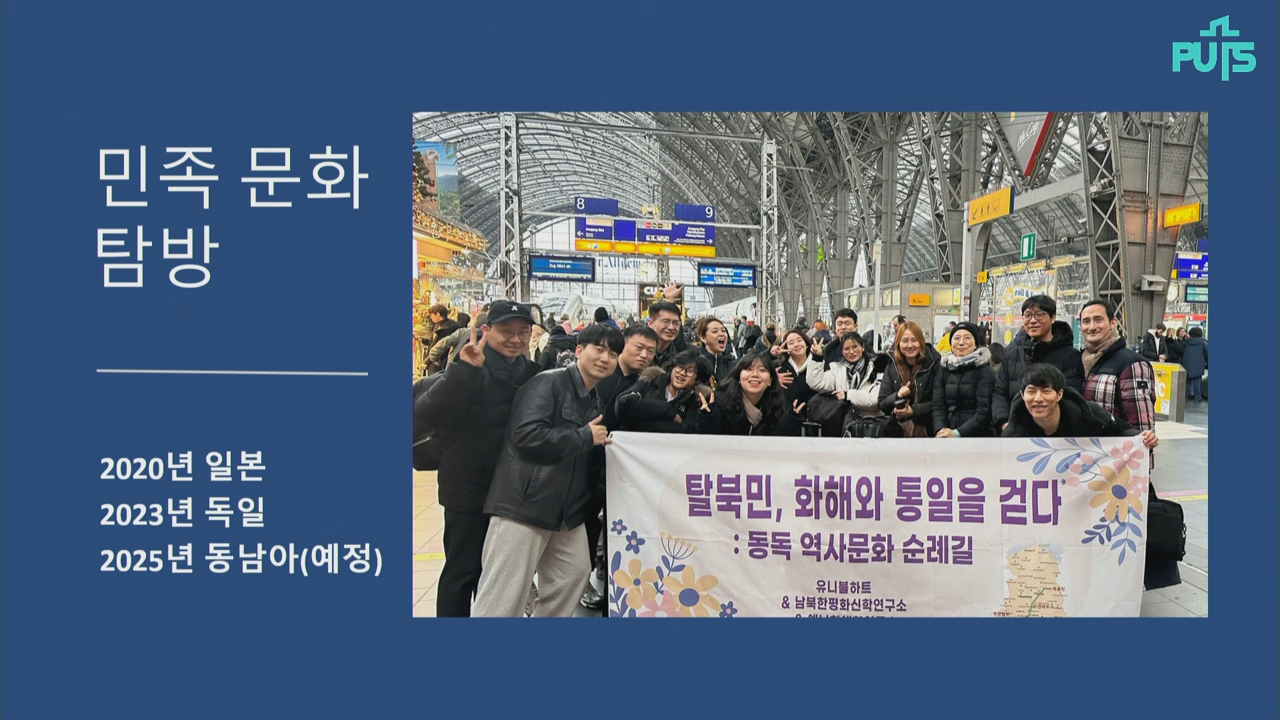 PUTS
민족 문화
탐방
2020년 일본
2023년 독일
2025년 동남아(예정)
8
9
탈북민, 화해와 통일을 걷다
: 동독 역사문화 순례길
유니블하트
& 남북한평화신학연구소